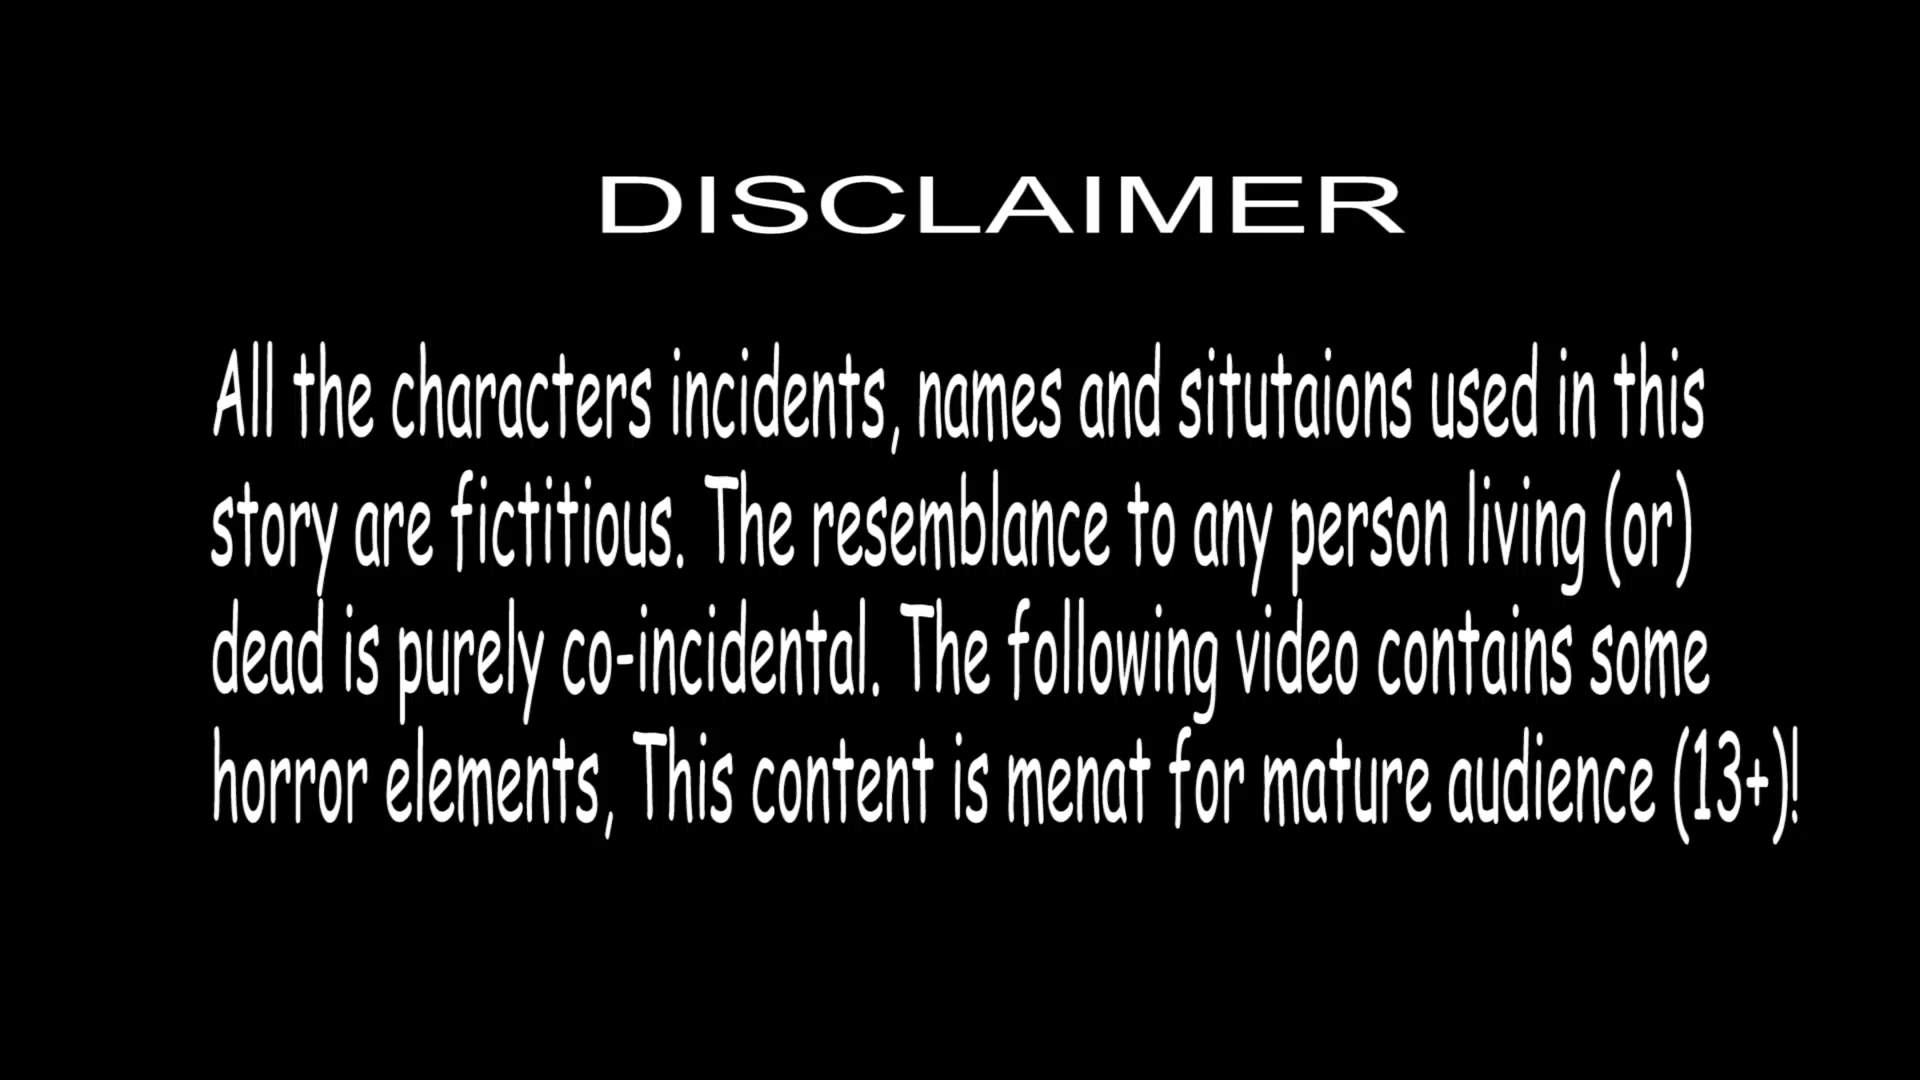 DISCLAIMER
All the characters incidents, names and situtaions used in this
story are fictitious. The resemblance to any person living (or)
dead is purely co-incidental. The following video contains some
horror elements, This content is menat for mature audience (13+)!